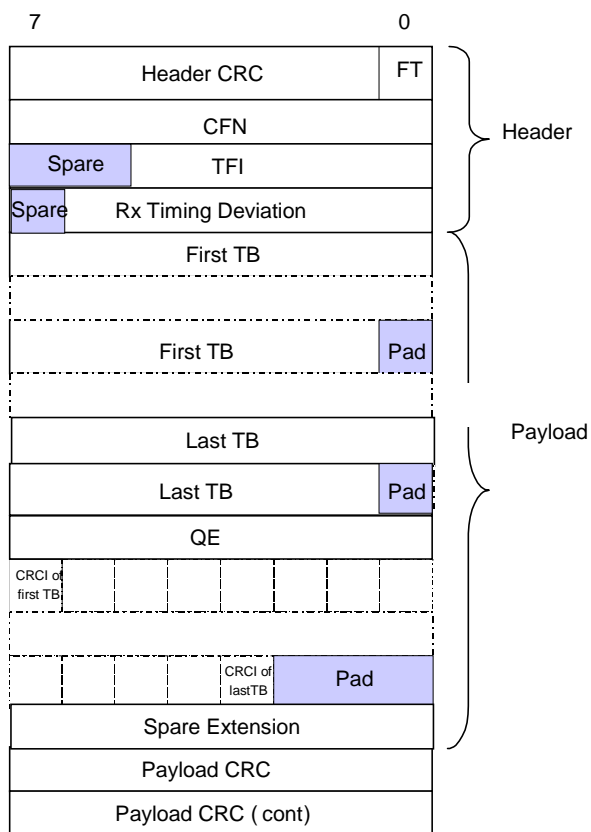 7 0
Header CRC FT
CFN
Spare TFI
Spare Rx Timing Deviation
Header
First TB
First TB Pad
Last TB
Last TB Pad
Payload
QE
CRCI of
first TB
CRCI of
lastTB
Pad
Spare Extension
Payload CRC
Payload CRC ( cont)